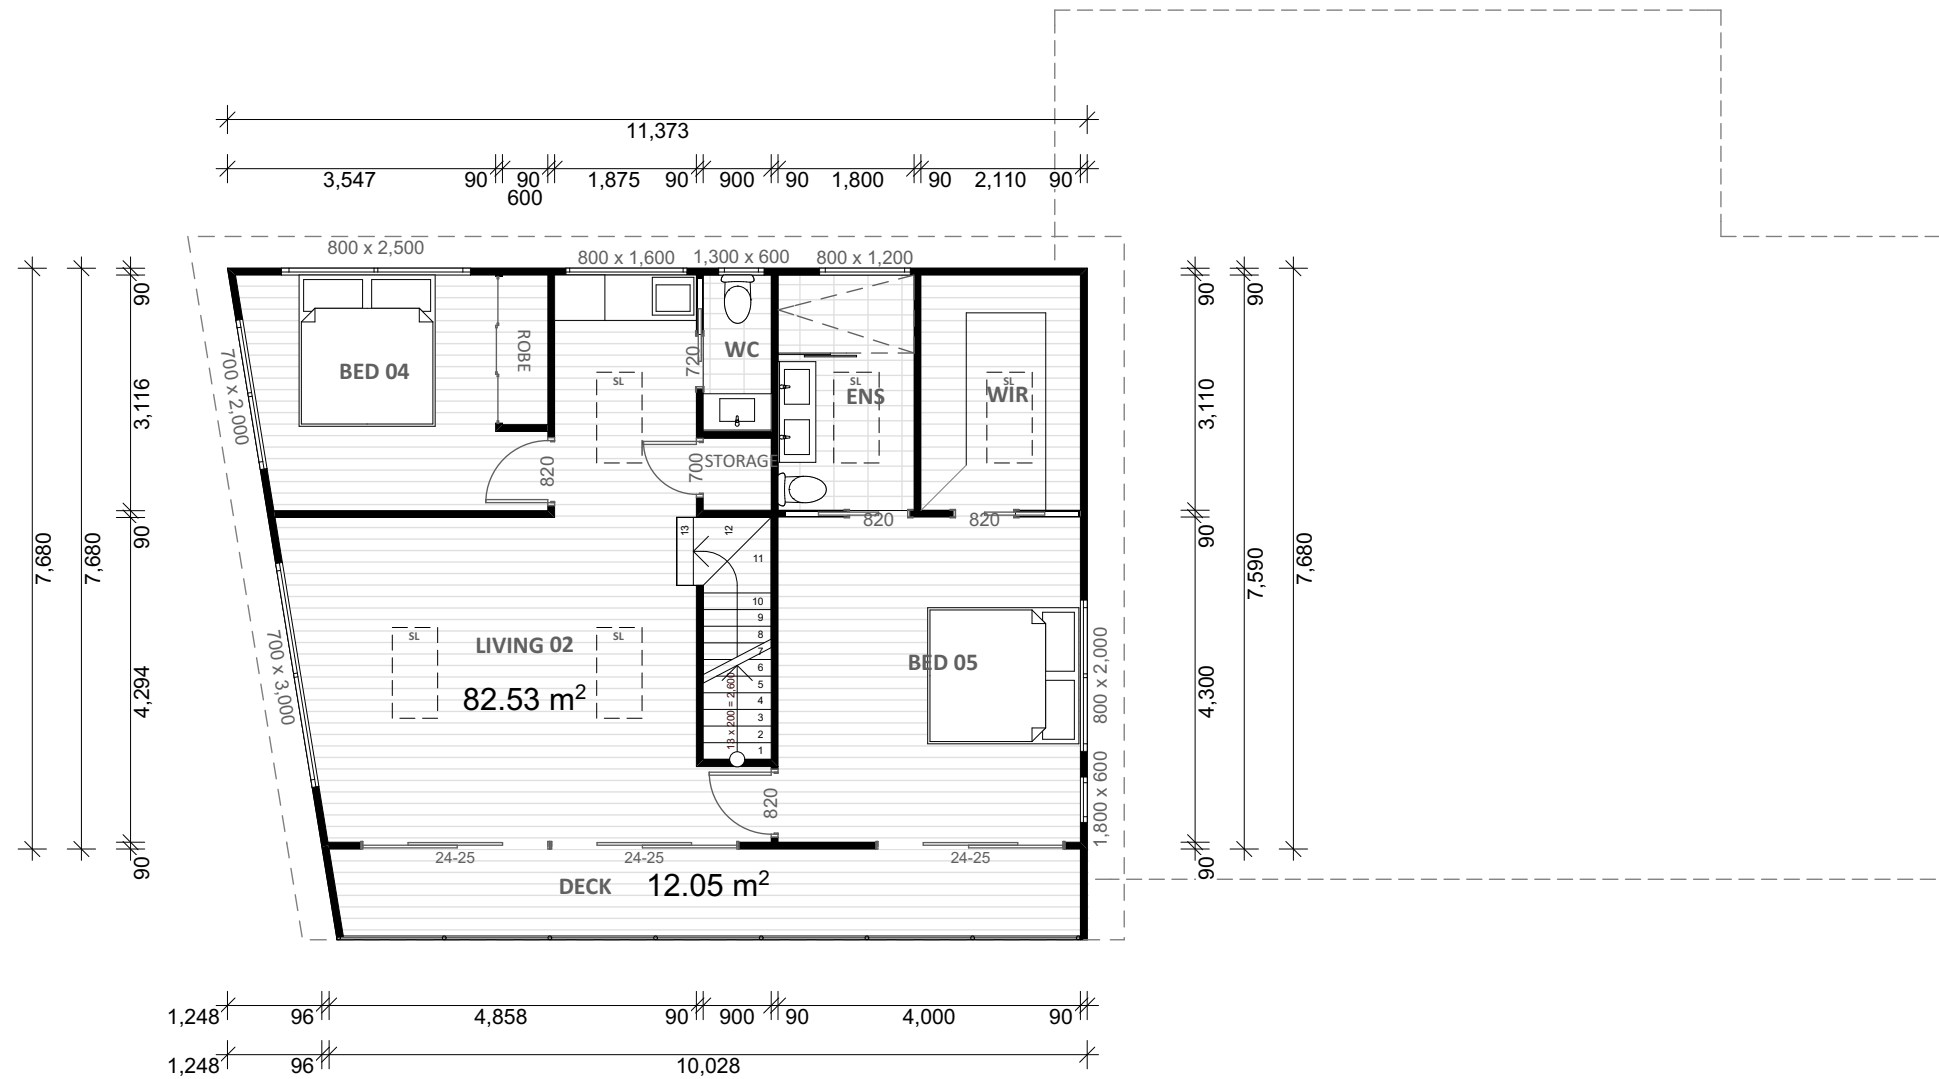 11,373
3,547 90 90 1,875 90 900 90 1,800 90 2,110 90
600
800 x 2,500 800 x 1,600 1,300 x 600 800 x 1,200
7,680
7,680
90
3,116
90
4,294
90
700 x 2,000
700 x 3,000
BED 04
ROBE
820
SL
720
WC
700
STORAGE
SL
ENS
SL
WIR
820
820
13
12
11
10
9
8
7
6
5
4
3
2
1
13 x 200 = 2,600
SL
SL
LIVING 02
82.53 m²
BED 05
820
800 x 2,000
1,800 x 600
24-25 24-25 24-25
DECK 12.05 m²
90
3,110
90
4,300
90
90
7,590
7,680
1,248 96 4,858 90 900 90 4,000 90
1,248 96 10,028